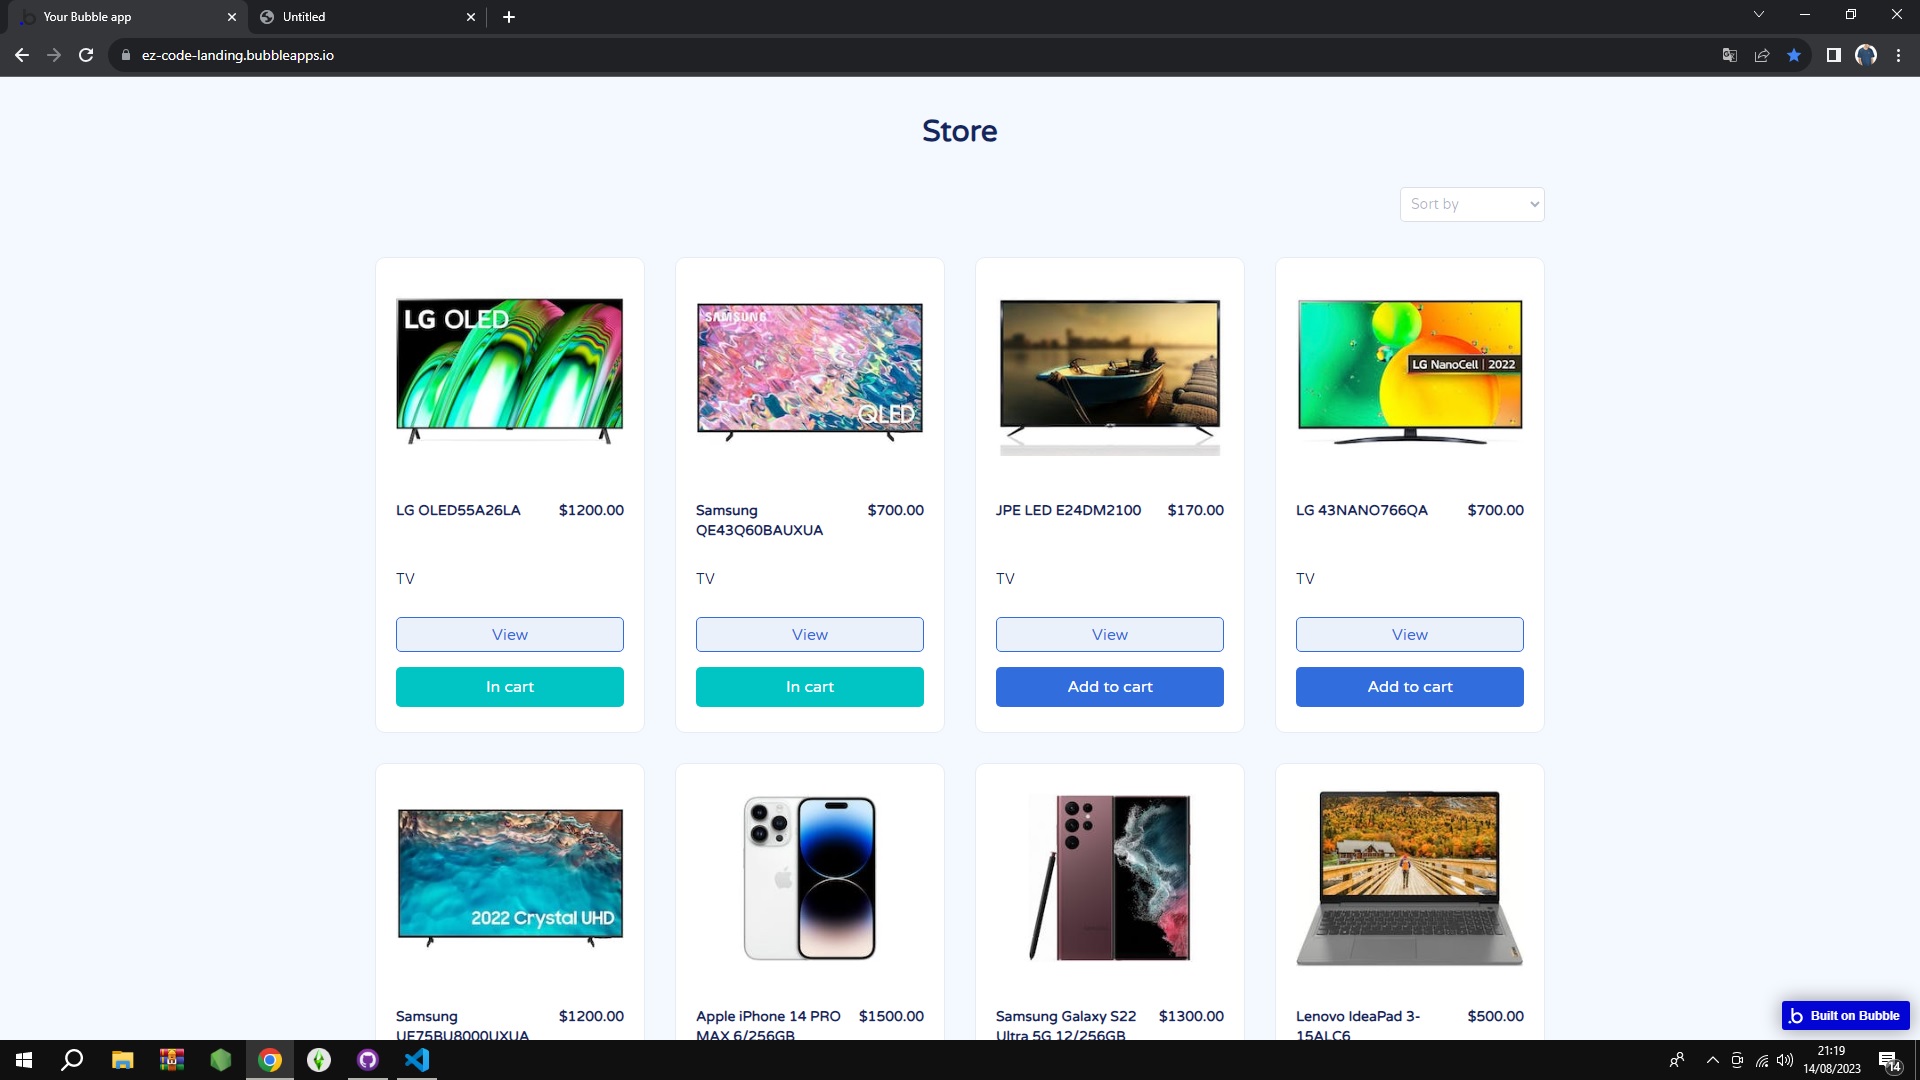 Your Bubble app
Untitled
ez-code-landing.bubbleapps.io
Store
Sort by
LG OLED
SAMSUNG
QLED
LG NanoCell | 2022
LG OLED55A26LA $1200.00
Samsung QE43Q60BAUXUA $700.00
JPE LED E24DM2100 $170.00
LG 43NANO766QA $700.00
TV TV TV TV
View View View View
In cart In cart Add to cart Add to cart
2022 Crystal UHD
Samsung UE75BU8000UXUA $1200.00
Apple iPhone 14 PRO MAX 6/256GB $1500.00
Samsung Galaxy S22 Ultra 5G 12/256GB $1300.00
Lenovo IdeaPad 3-15ALC6 $500.00
Built on Bubble
21:19
14/08/2023
14